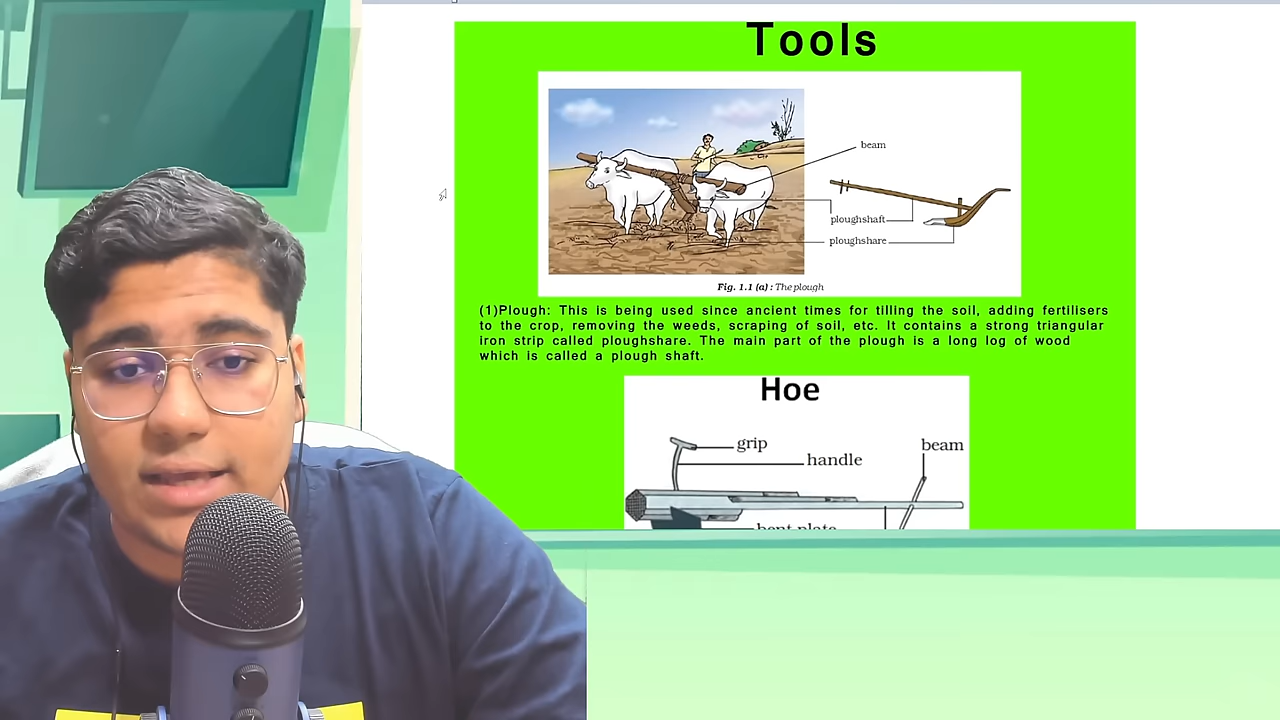 Tools
beam
ploughshaft
ploughshare
Fig. 1.1 (a) : The plough
(1)Plough: This is being used since ancient times for tilling the soil, adding fertilisers
to the crop, removing the weeds, scraping of soil, etc. It contains a strong triangular
iron strip called ploughshare. The main part of the plough is a long log of wood
which is called a plough shaft.
Hoe
grip
beam
handle
bent plate